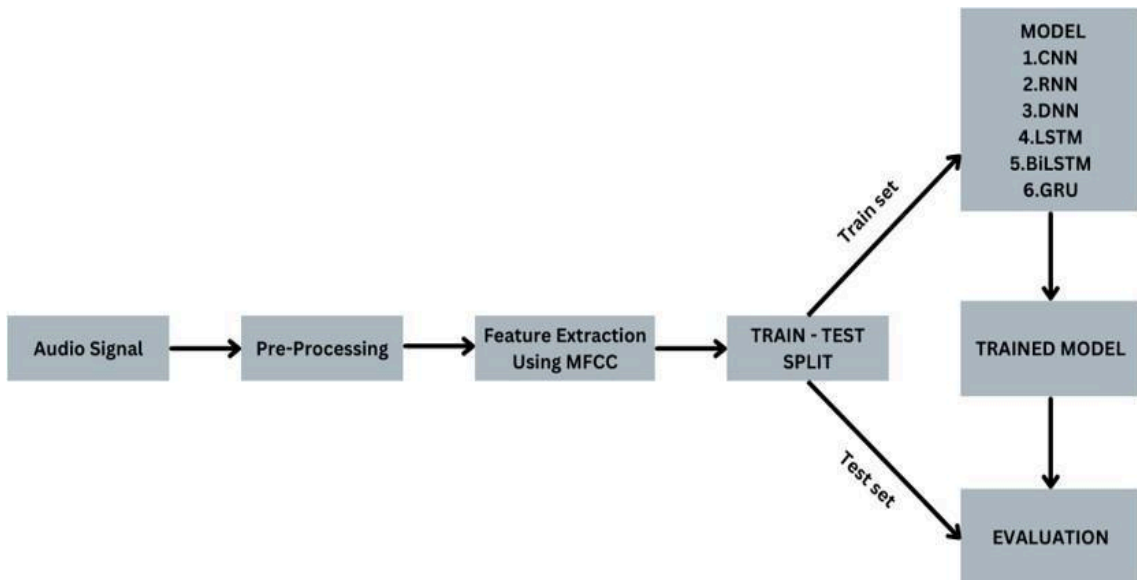 MODEL
1.CNN
2.RNN
3.DNN
4.LSTM
5.BiLSTM
6.GRU
Train set
Audio Signal
Pre-Processing
Feature Extraction
Using MFCC
TRAIN - TEST
SPLIT
TRAINED MODEL
Test set
EVALUATION